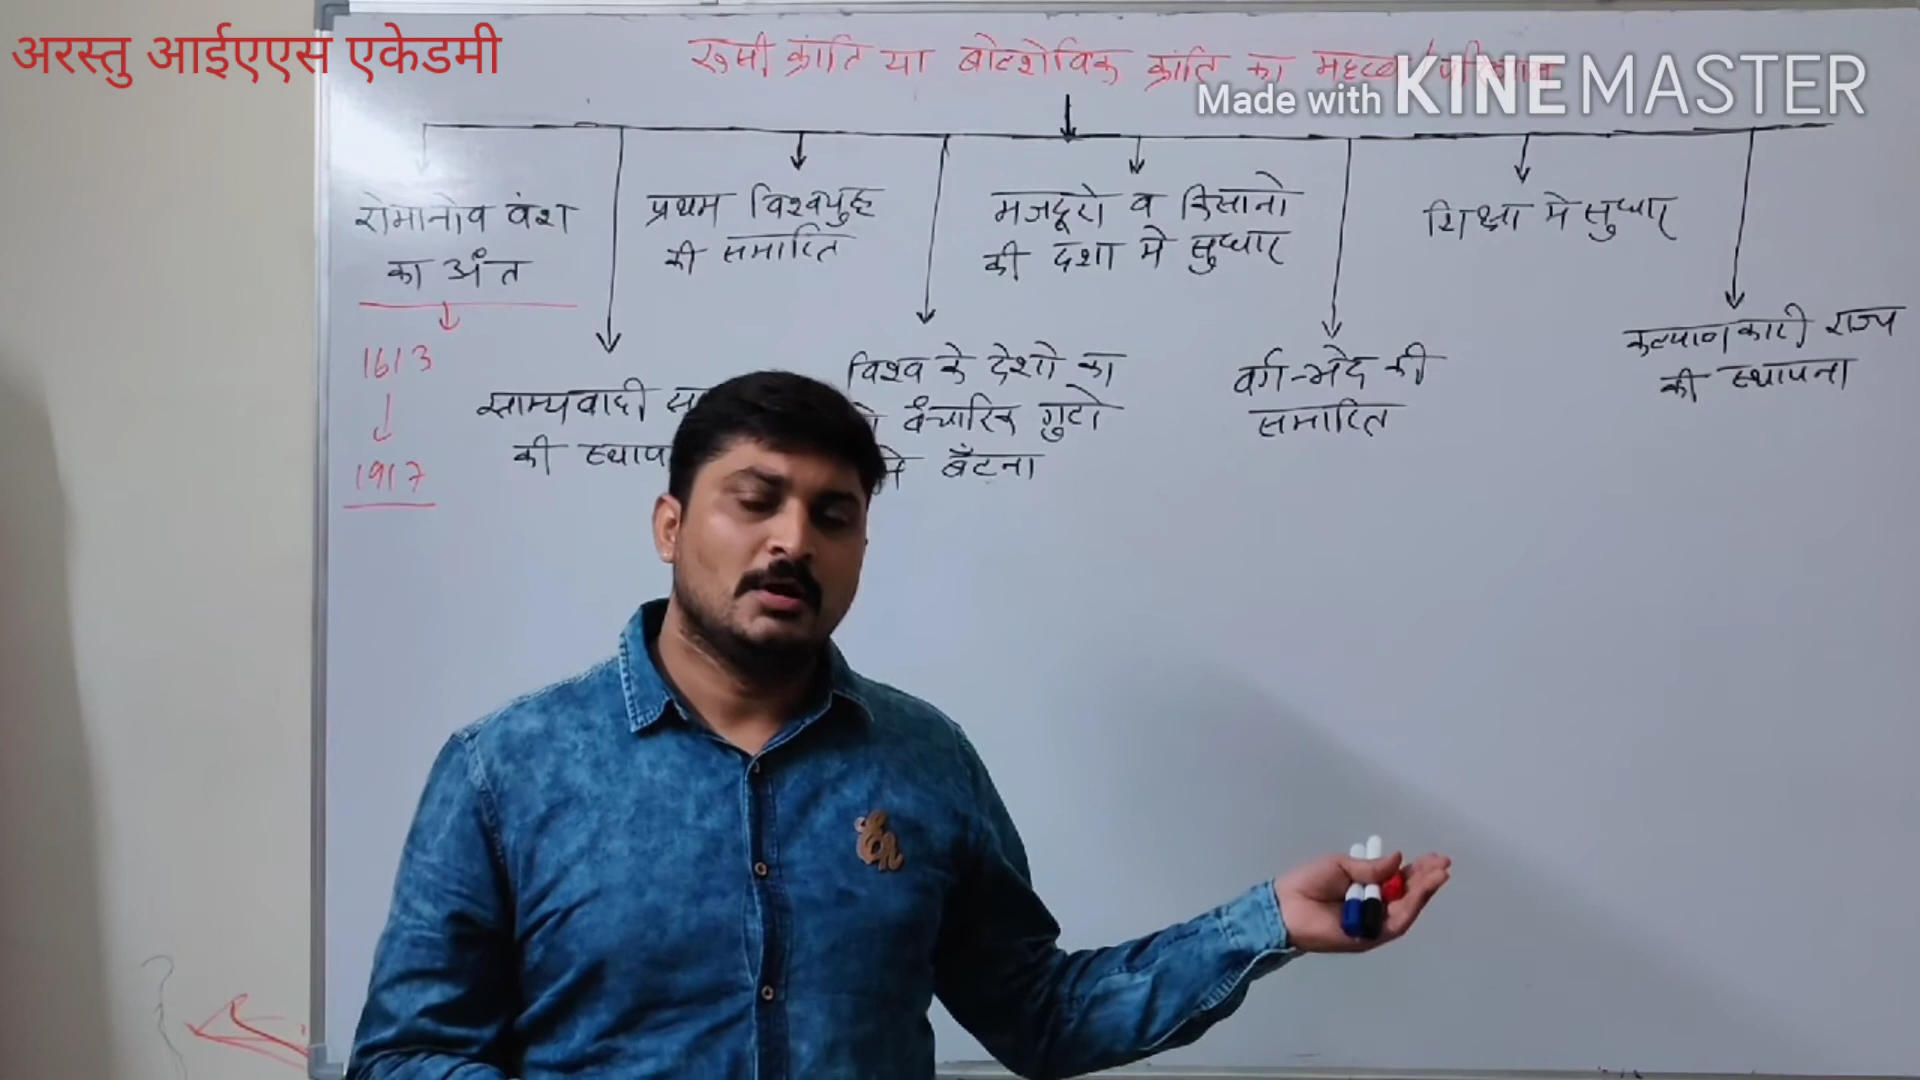 अरस्तु आईएएस एकेडमी
रूसी क्रांति या बोल्शेविक क्रांति का महत्व
Made with KINEMASTER
रोमानोव वंश
का अंत
1613
1917
साम्यवादी
की
प्रथम विश्वयुद्ध
की समाप्ति
विश्व के देशो का
वैचारिक गुटो
बँटना
मजदूरो व किसानो
की दशा मे सुधार
वर्ग-भेद की
समाप्ति
शिक्षा मे सुधार
कल्याणकारी राज्य
की स्थापना